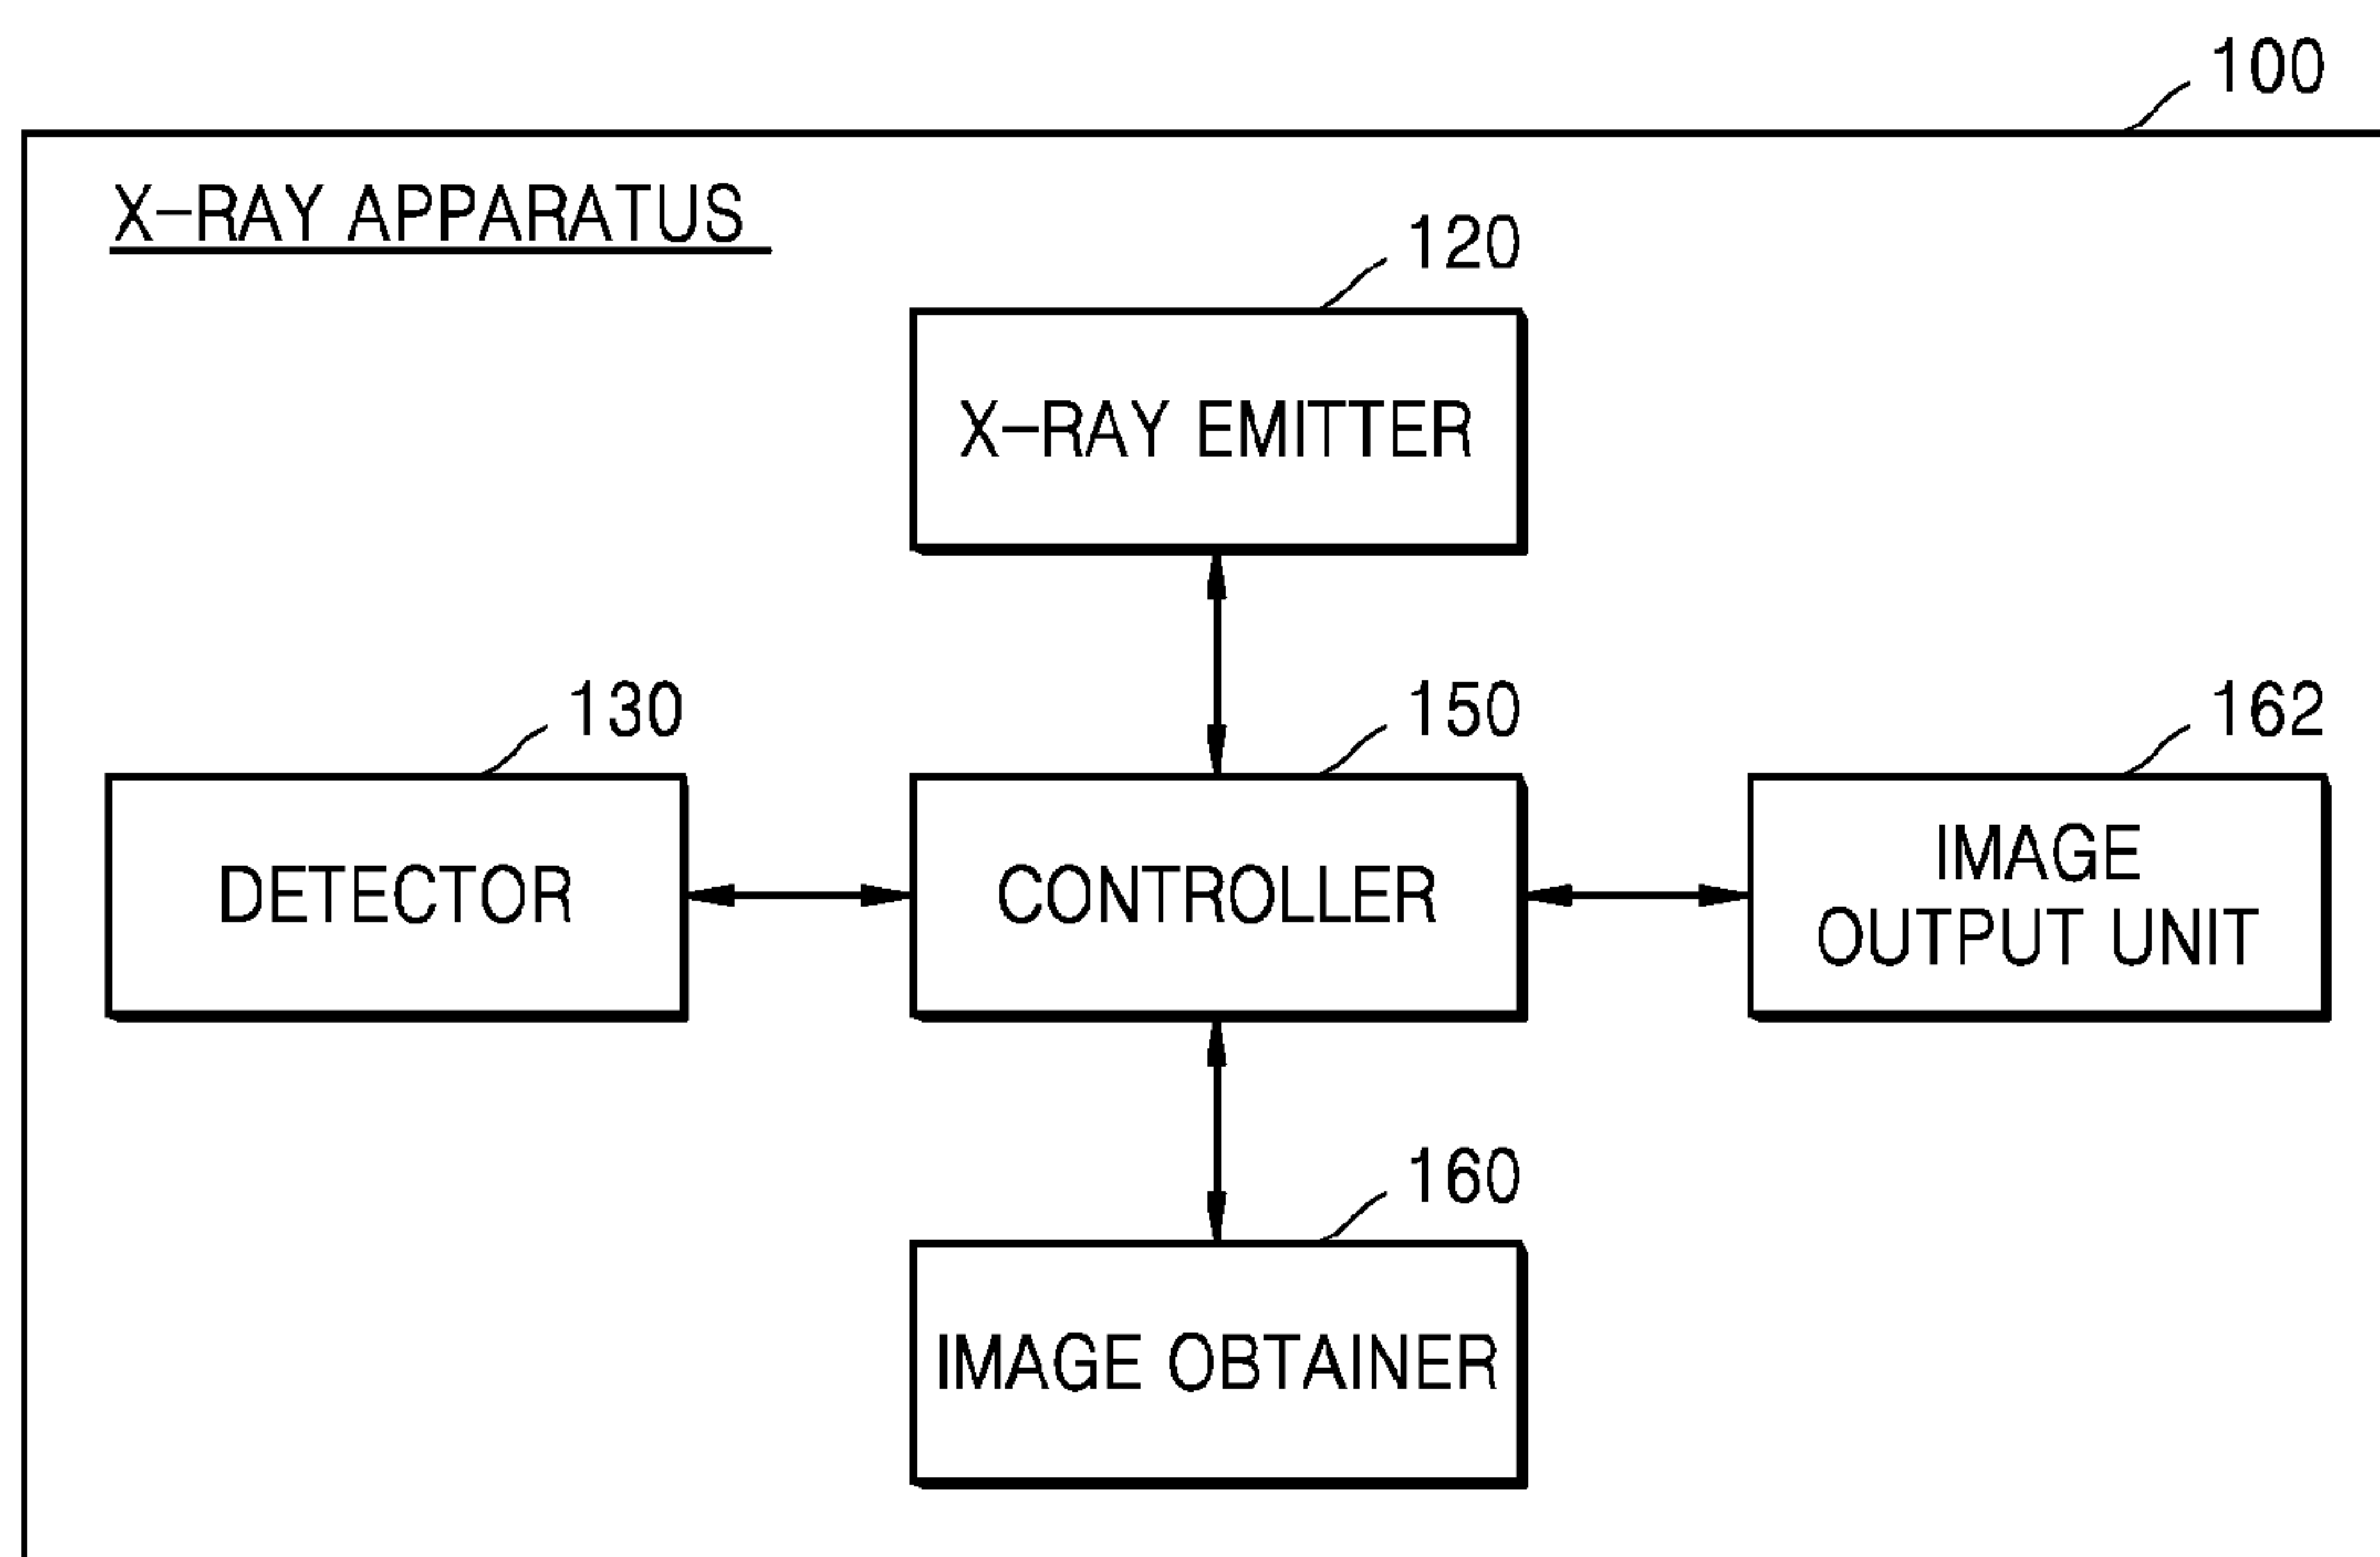 100
X-RAY APPARATUS
120
X-RAY EMITTER
130
150
162
DETECTOR
CONTROLLER
IMAGE
OUTPUT UNIT
160
IMAGE OBTAINER